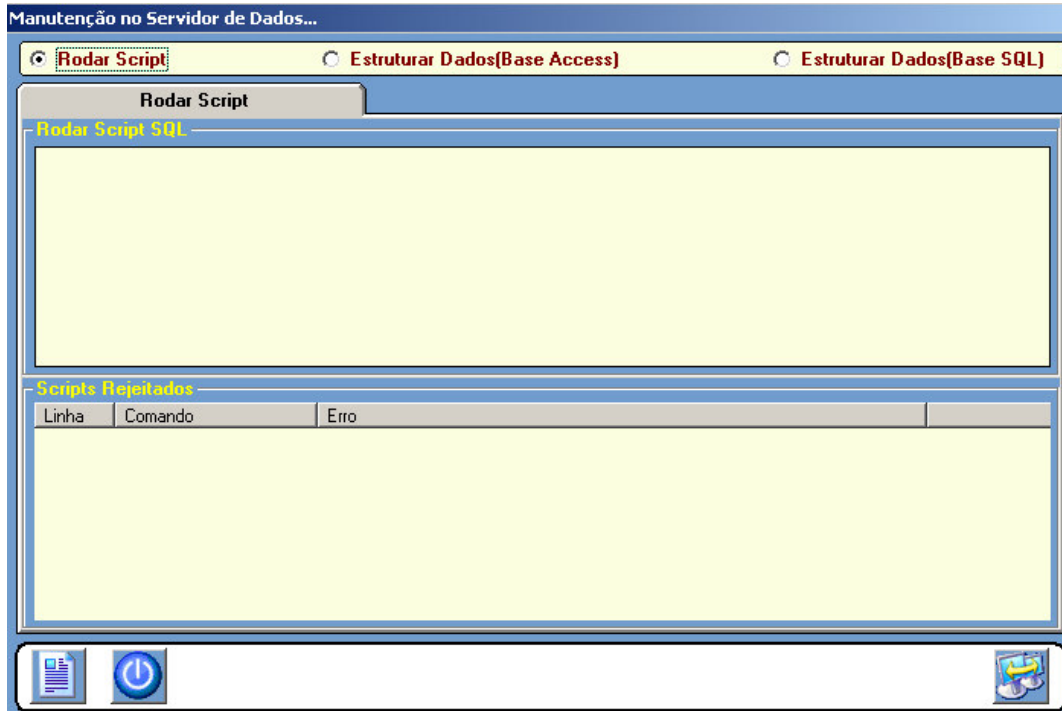 Manutenção no Servidor de Dados...
Rodar Script Estruturar Dados(Base Access) Estruturar Dados(Base SQL)
Rodar Script
Rodar Script SQL
Scripts Rejeitados
Linha Comando Erro